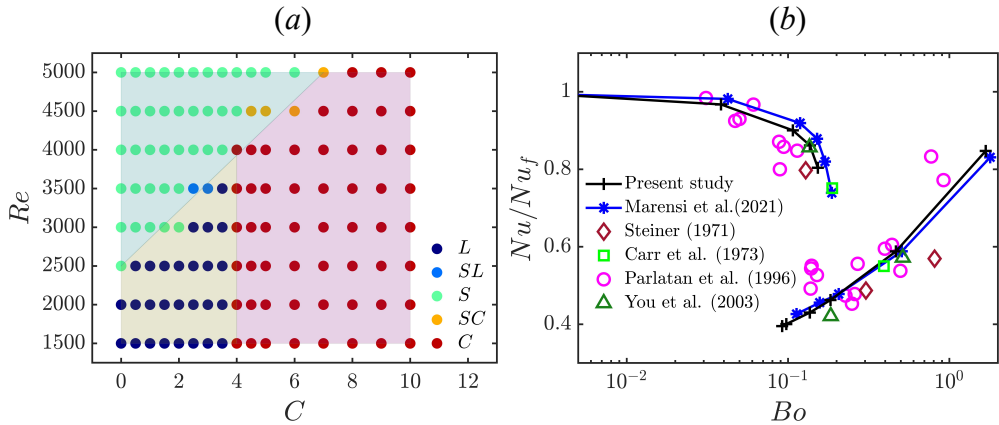 (a)
5000
4500
4000
3500
3000
2500
2000
1500
Re
0 2 4 6 8 10 12 14
C
L
SL
S
SC
C
(b)
1
0.8
0.6
0.4
Nu/Nu_f
10^{-2} 10^{-1} 10^{0}
Bo
Present study
Marensi et al.(2021)
Steiner (1971)
Carr et al. (1973)
Parlatan et al. (1996)
You et al. (2003)